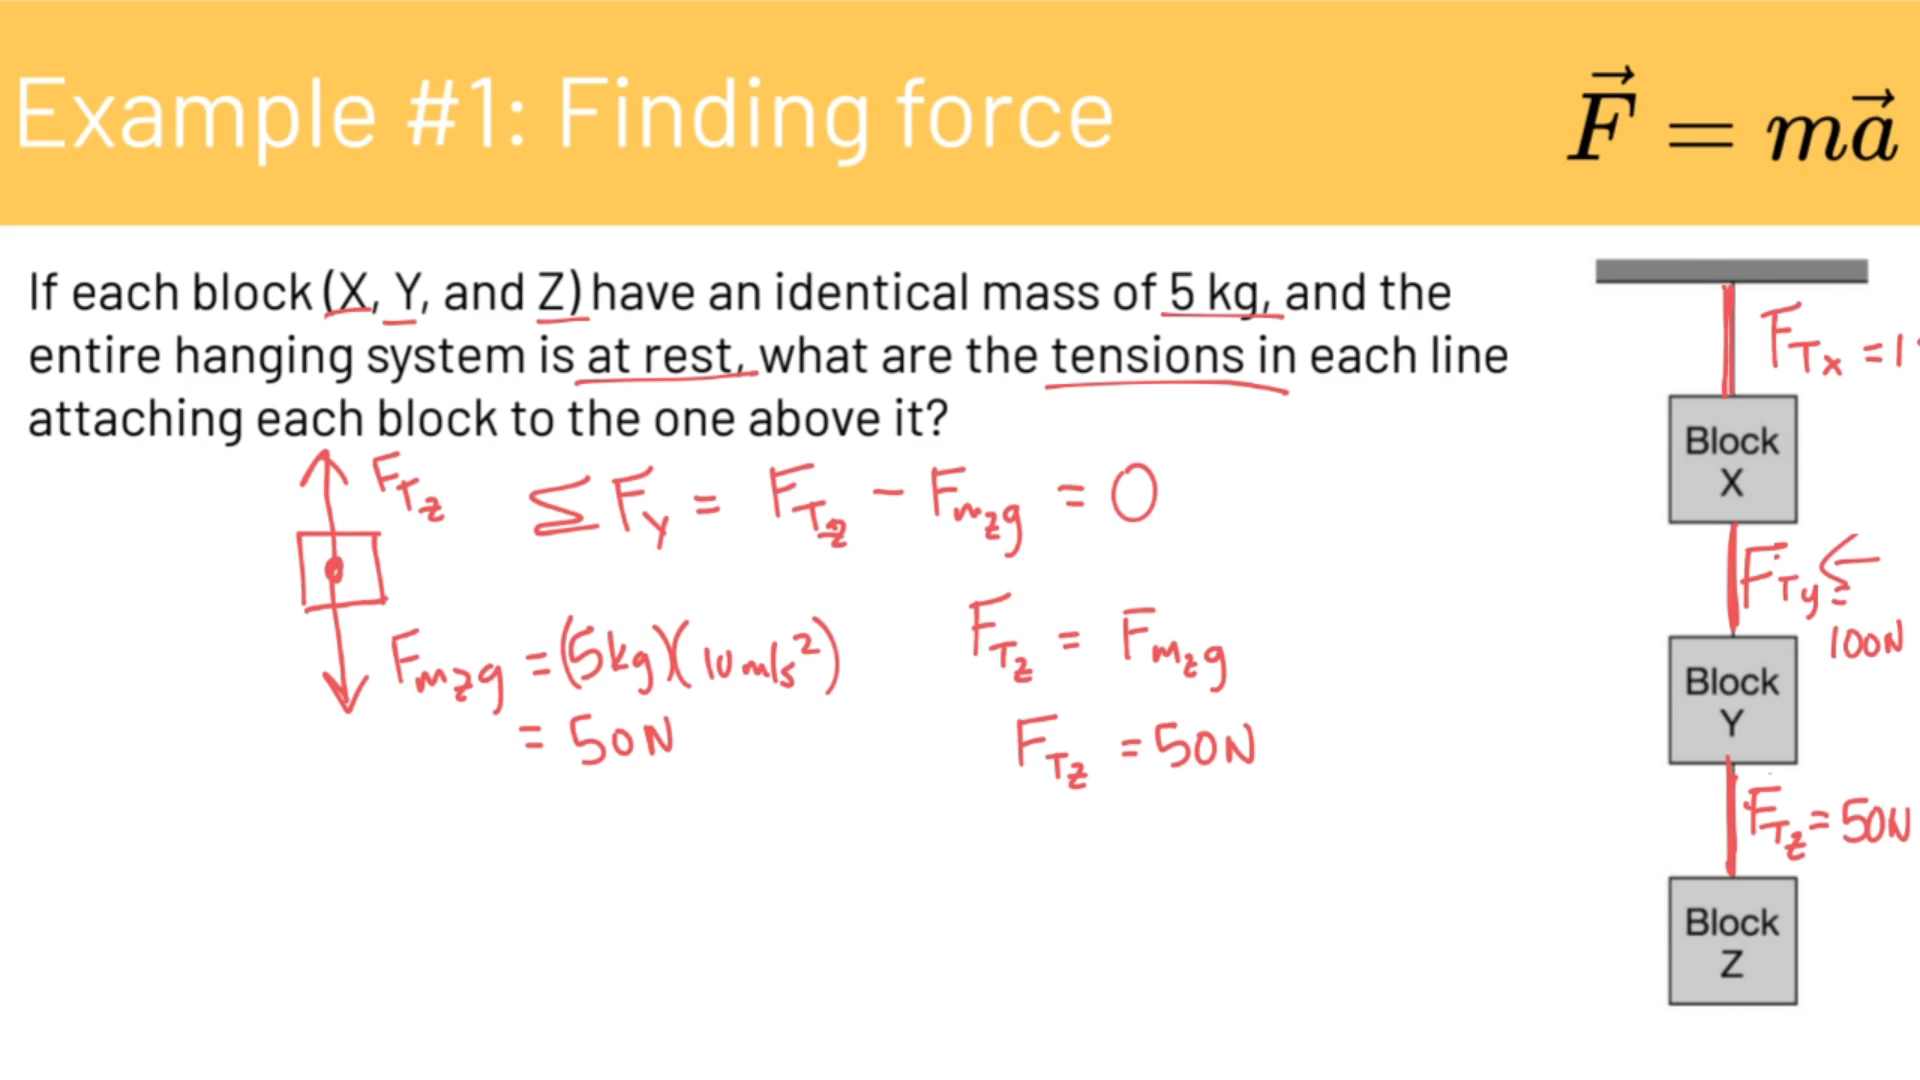 Example #1: Finding force
F = ma
If each block (X, Y, and Z) have an identical mass of 5 kg, and the
entire hanging system is at rest, what are the tensions in each line
attaching each block to the one above it?
F_Tx = 1
Block
X
F_Tz
ΣF_y = F_Tz - F_mzg = 0
F_Ty =
100N
F_mzg = (5kg)(10 m/s²)
= 50N
F_Tz = F_mzg
F_Tz = 50N
Block
Y
F_Tz = 50N
Block
Z